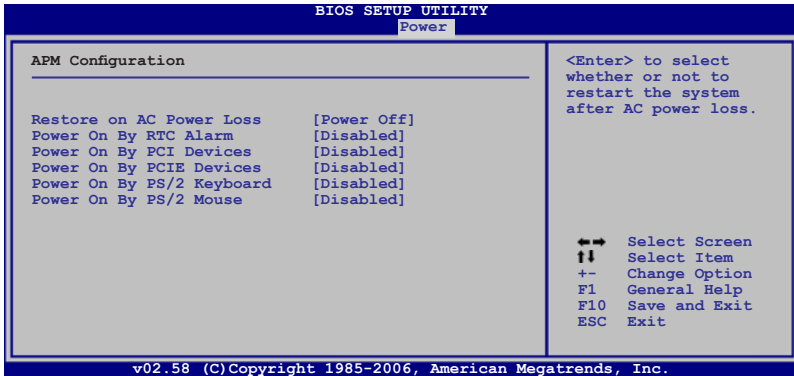 BIOS SETUP UTILITY
Power
APM Configuration
Restore on AC Power Loss [Power Off]
Power On By RTC Alarm [Disabled]
Power On By PCI Devices [Disabled]
Power On By PCIE Devices [Disabled]
Power On By PS/2 Keyboard [Disabled]
Power On By PS/2 Mouse [Disabled]
<Enter> to select
whether or not to
restart the system
after AC power loss.
←→ Select Screen
↑↓ Select Item
+- Change Option
F1 General Help
F10 Save and Exit
ESC Exit
v02.58 (C)Copyright 1985-2006, American Megatrends, Inc.